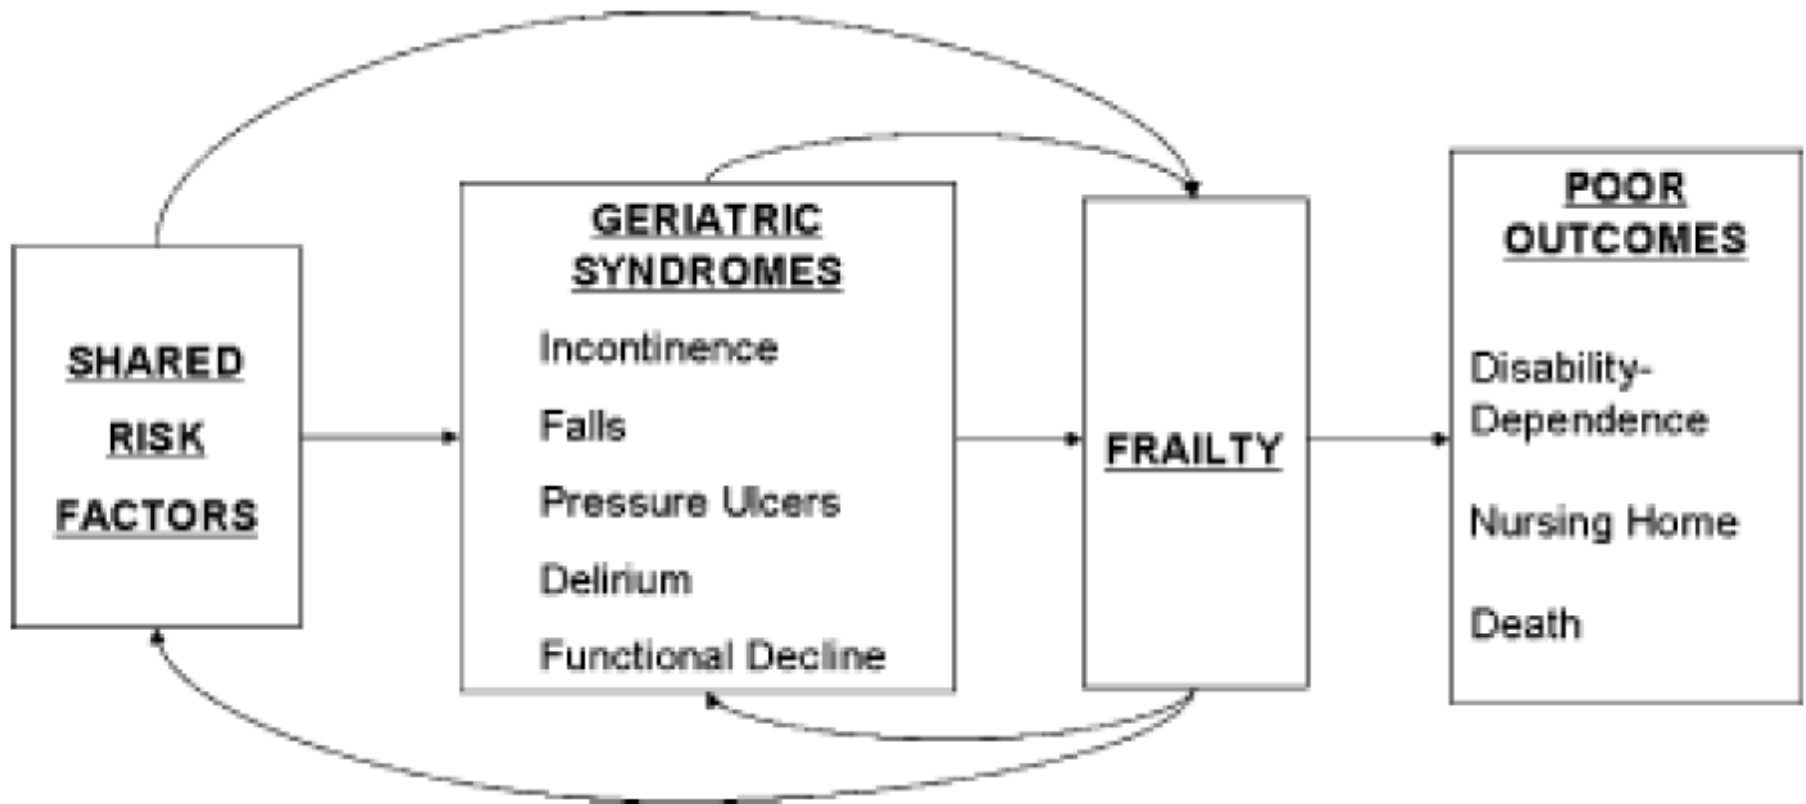 SHARED
RISK
FACTORS
GERIATRIC
SYNDROMES
Incontinence
Falls
Pressure Ulcers
Delirium
Functional Decline
FRAILTY
POOR
OUTCOMES
Disability-
Dependence
Nursing Home
Death